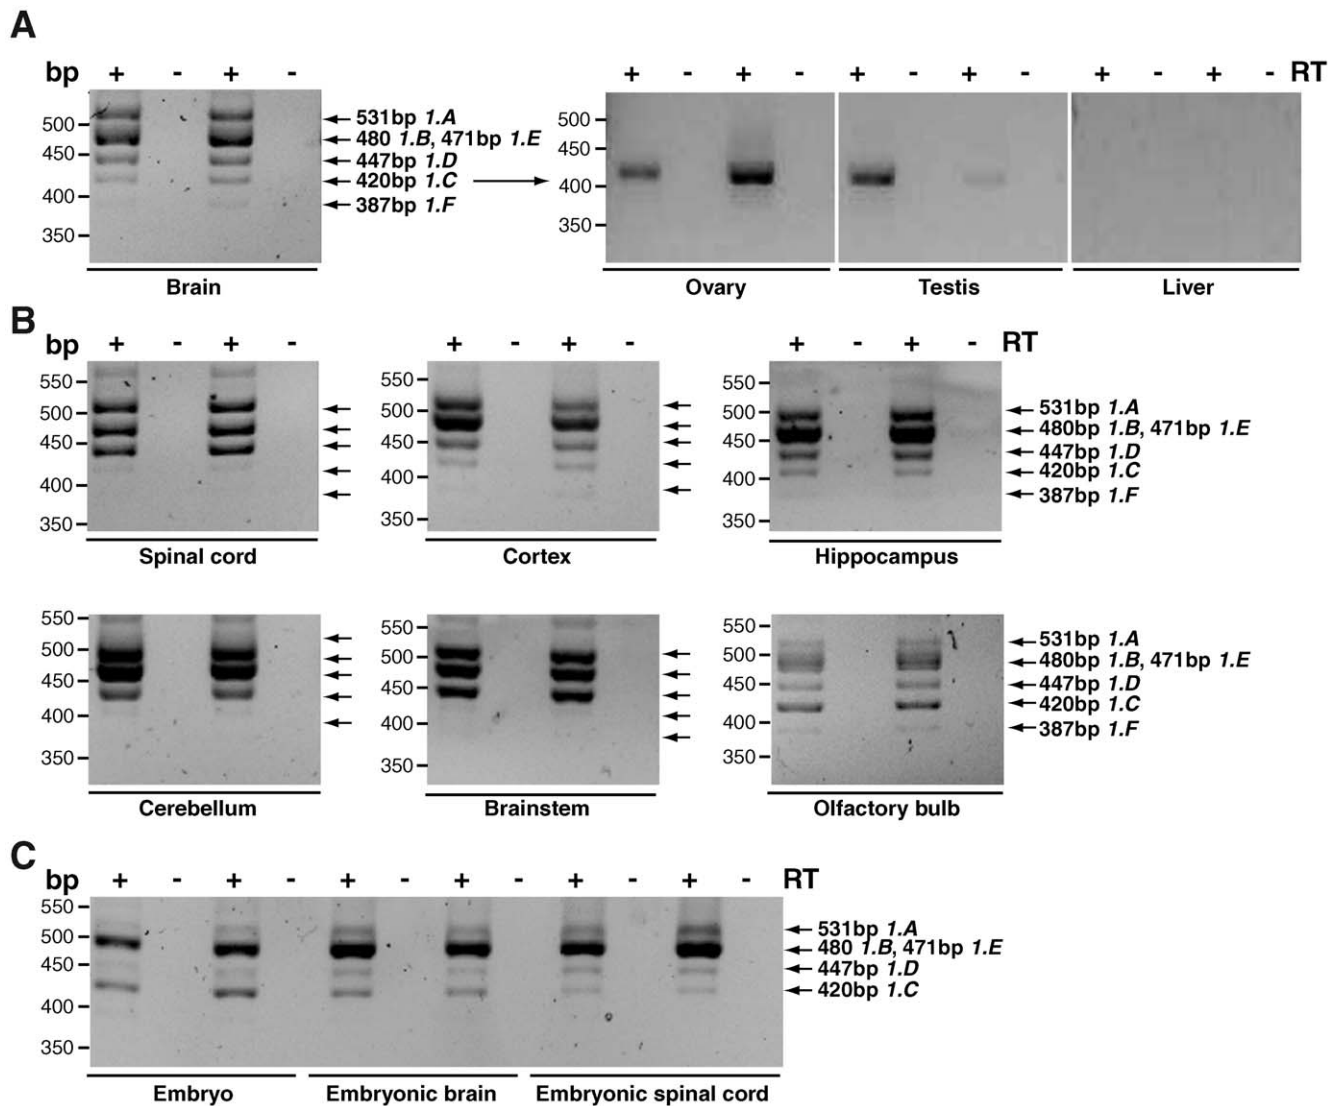 A
bp + - + -
+ - + - + - + - + - + - RT
500
450
400
350
531bp 1.A
480 1.B, 471bp 1.E
447bp 1.D
420bp 1.C
387bp 1.F
500
450
400
350
Brain
Ovary
Testis
Liver
B
bp + - + -
+ - + -
+ - + - RT
550
500
400
350
550
500
450
400
350
550
500
450
400
350
531bp 1.A
480bp 1.B, 471bp 1.E
447bp 1.D
420bp 1.C
387bp 1.F
Spinal cord
Cortex
Hippocampus
550
500
450
400
350
550
500
450
400
350
550
500
450
400
350
531bp 1.A
480bp 1.B, 471bp 1.E
447bp 1.D
420bp 1.C
387bp 1.F
Cerebellum
Brainstem
Olfactory bulb
C
bp + - + - + - + - + - + - RT
550
500
450
400
350
531bp 1.A
480 1.B, 471bp 1.E
447bp 1.D
420bp 1.C
Embryo
Embryonic brain
Embryonic spinal cord